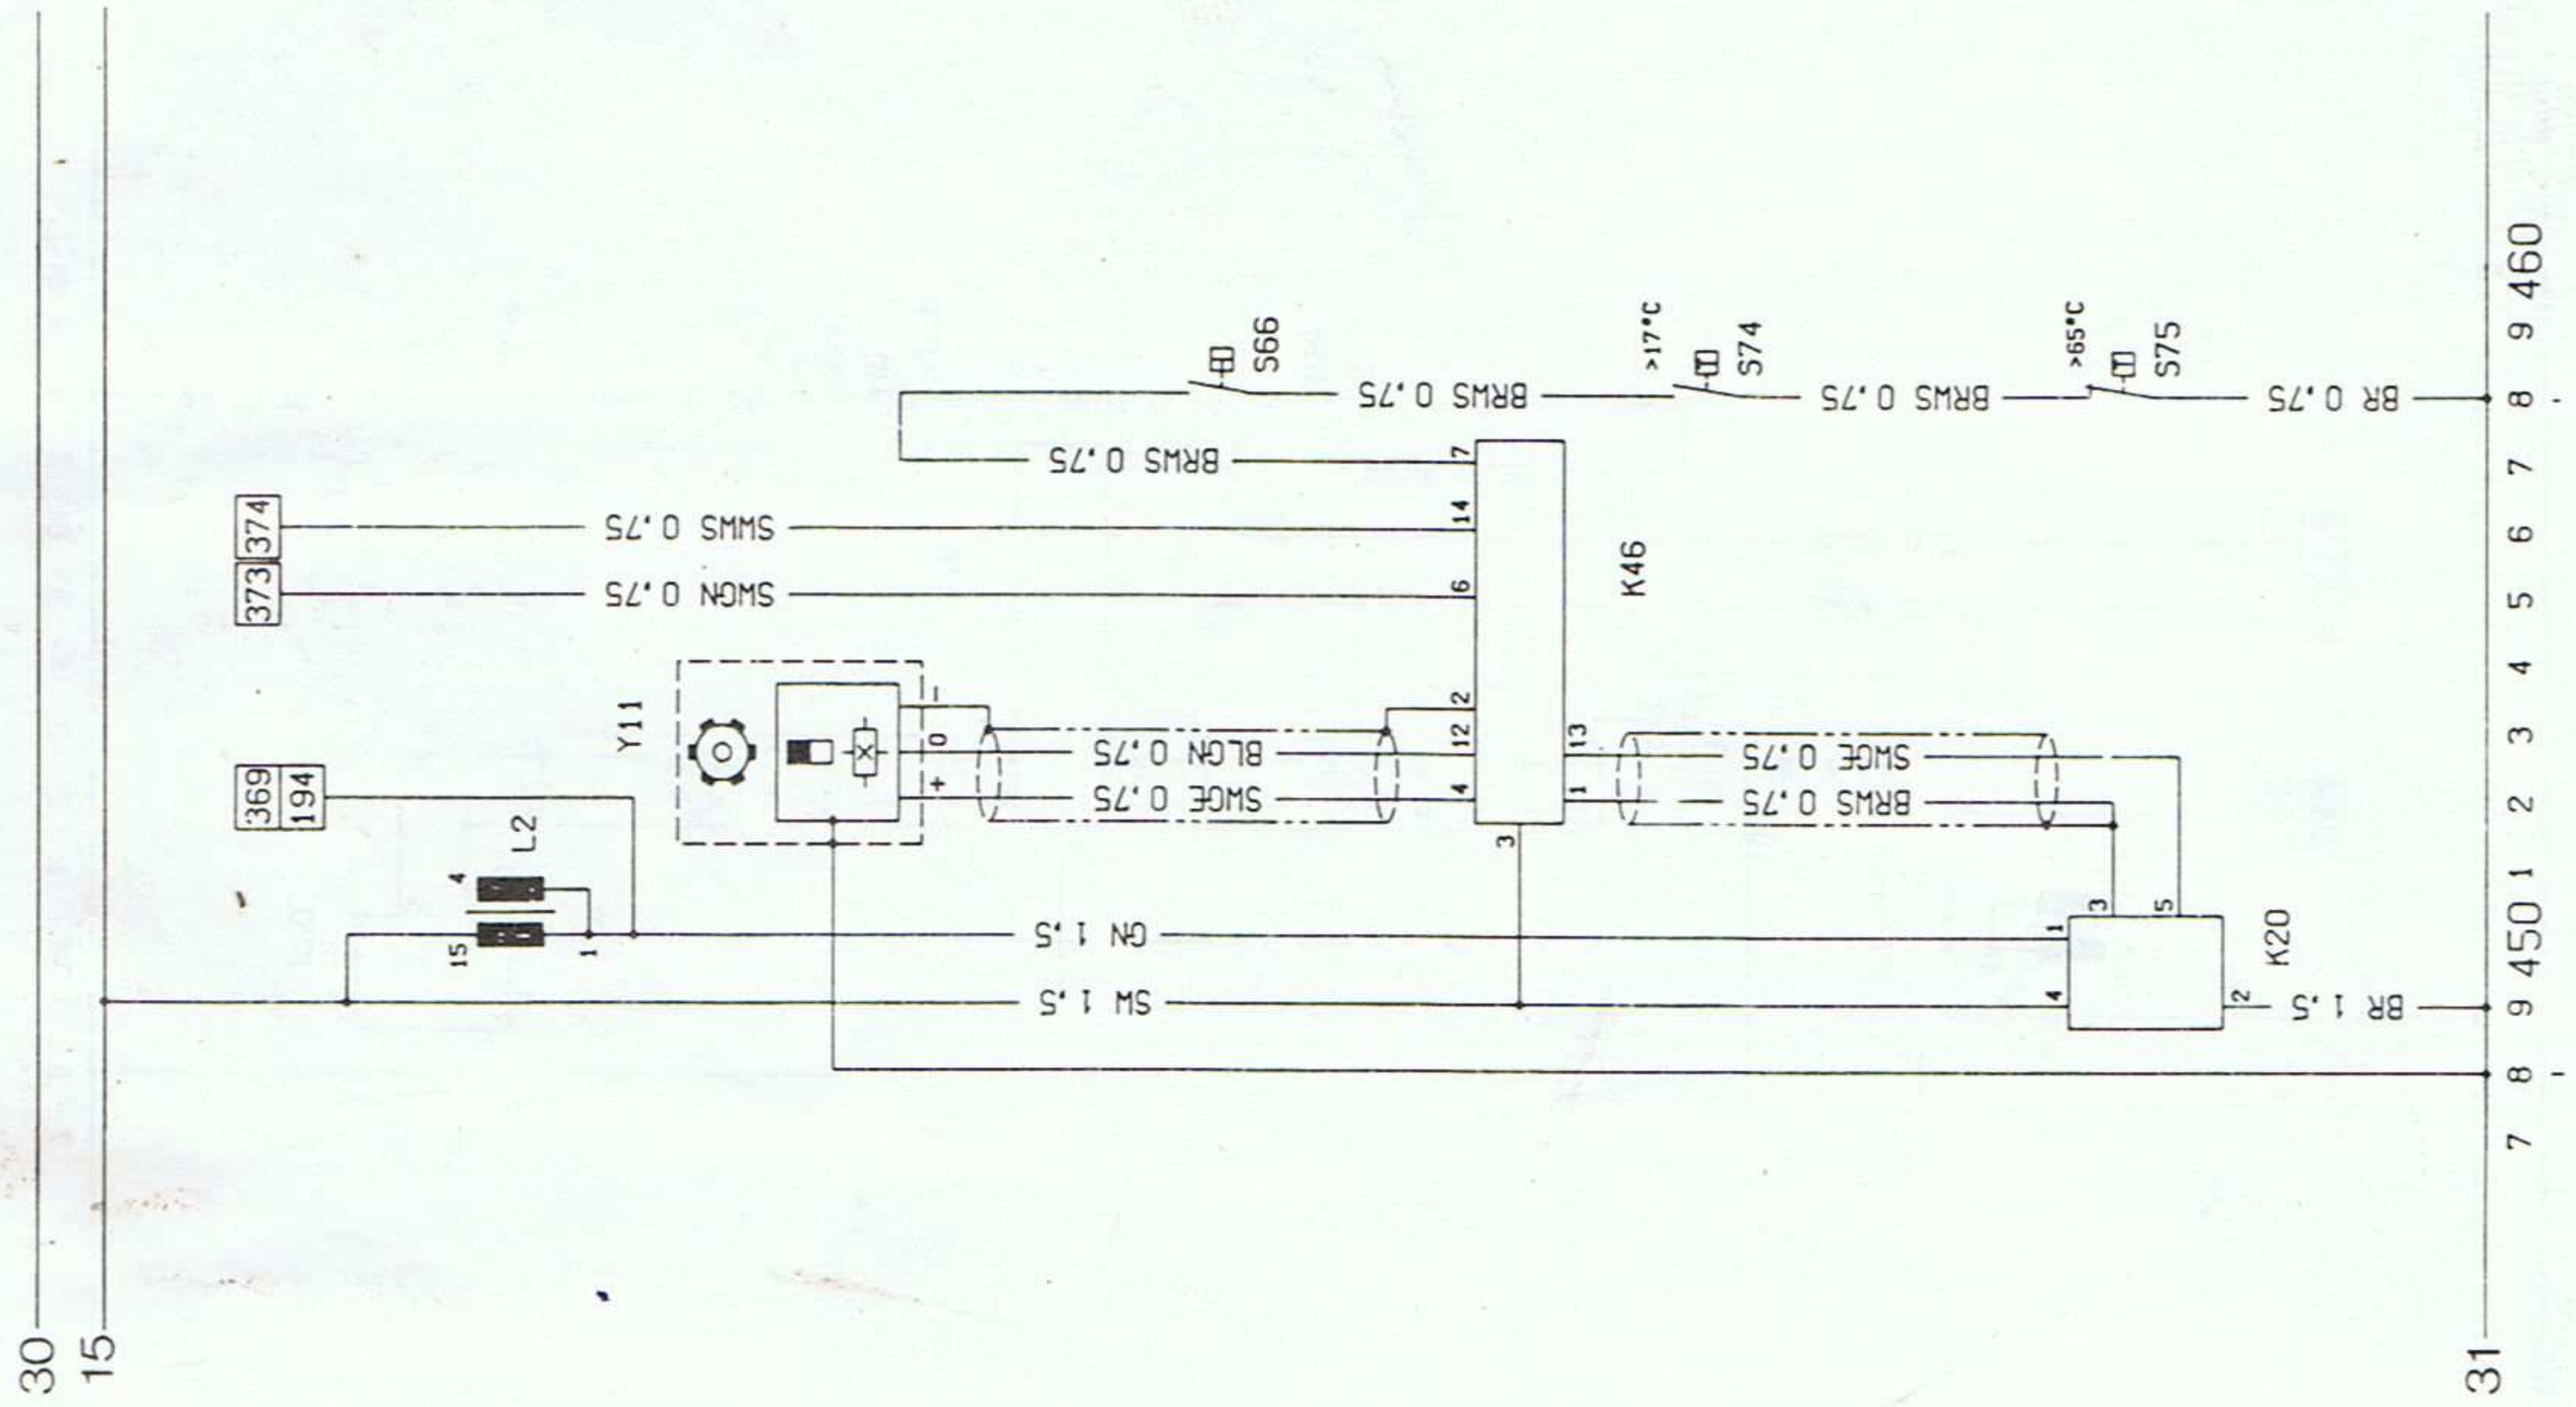 30
15
373
374
369
194
L2
15
4
1
Y11
+
0
-
SWGN 0,75
SWWS 0,75
BRWS 0,75
S66
BRWS 0,75
>17°C
S74
BRWS 0,75
>65°C
S75
BR 0,75
BLGN 0,75
SWGE 0,75
4
12
2
6
14
7
K46
3
1
13
SWGE 0,75
BRWS 0,75
GN 1,5
SW 1,5
1
4
3
5
2
K20
BR 1,5
31
7 8 9 450 1 2 3 4 5 6 7 8 9 460